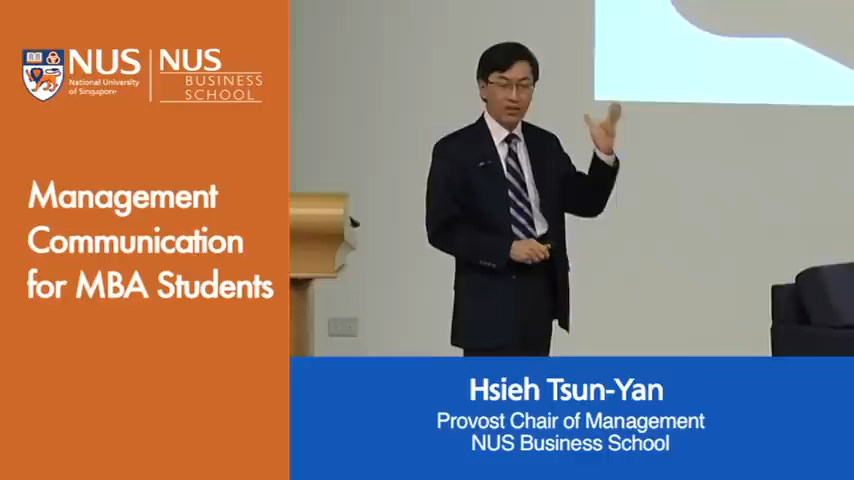 NUS
National University
of Singapore
NUS
BUSINESS
SCHOOL
Management
Communication
for MBA Students
Hsieh Tsun-Yan
Provost Chair of Management
NUS Business School